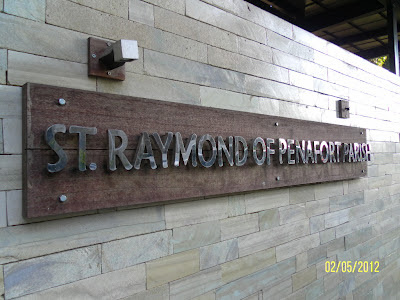 ST. RAYMOND OF PENAFORT PARISH
02/05/2012